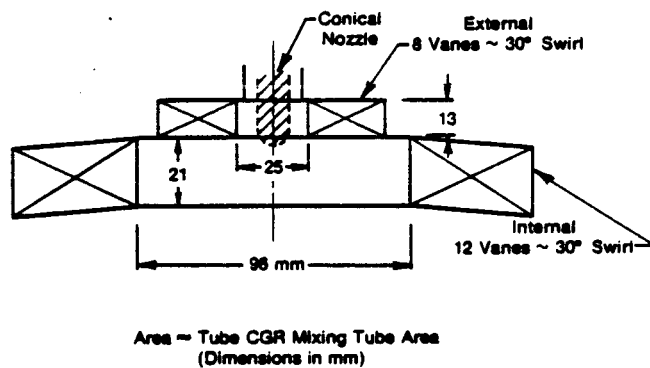 Conical
Nozzle
External
8 Vanes ~ 30° Swirl
13
25
21
Internal
12 Vanes ~ 30° Swirl
96 mm
Area ~ Tube CGR Mixing Tube Area
(Dimensions in mm)